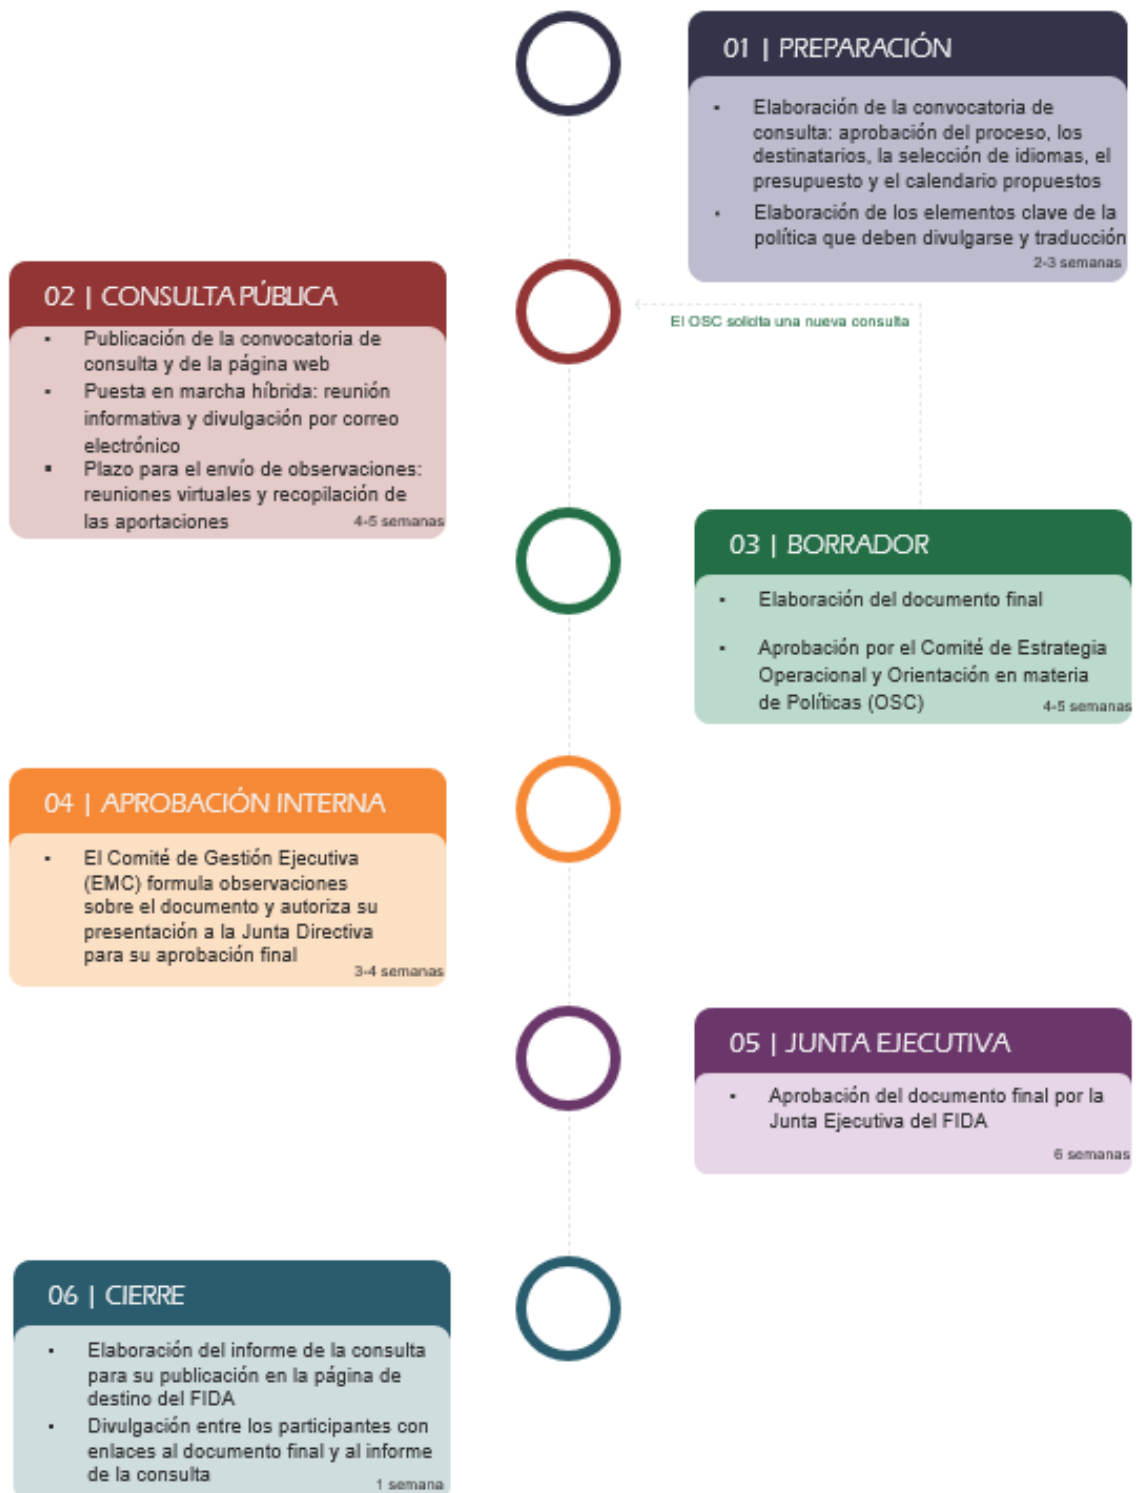 01 | PREPARACIÓN
▪ Elaboración de la convocatoria de
consulta: aprobación del proceso, los
destinatarios, la selección de idiomas, el
presupuesto y el calendario propuestos
▪ Elaboración de los elementos clave de la
política que deben divulgarse y traducción
2-3 semanas
02 | CONSULTA PÚBLICA
▪ Publicación de la convocatoria de
consulta y de la página web
▪ Puesta en marcha híbrida: reunión
informativa y divulgación por correo
electrónico
▪ Plazo para el envío de observaciones:
reuniones virtuales y recopilación de
las aportaciones
4-5 semanas
El OSC solicita una nueva consulta
03 | BORRADOR
▪ Elaboración del documento final
▪ Aprobación por el Comité de Estrategia
Operacional y Orientación en materia
de Políticas (OSC)
4-5 semanas
04 | APROBACIÓN INTERNA
▪ El Comité de Gestión Ejecutiva
(EMC) formula observaciones
sobre el documento y autoriza su
presentación a la Junta Directiva
para su aprobación final
3-4 semanas
05 | JUNTA EJECUTIVA
▪ Aprobación del documento final por la
Junta Ejecutiva del FIDA
6 semanas
06 | CIERRE
▪ Elaboración del informe de la consulta
para su publicación en la página de
destino del FIDA
▪ Divulgación entre los participantes con
enlaces al documento final y al informe
de la consulta
1 semana